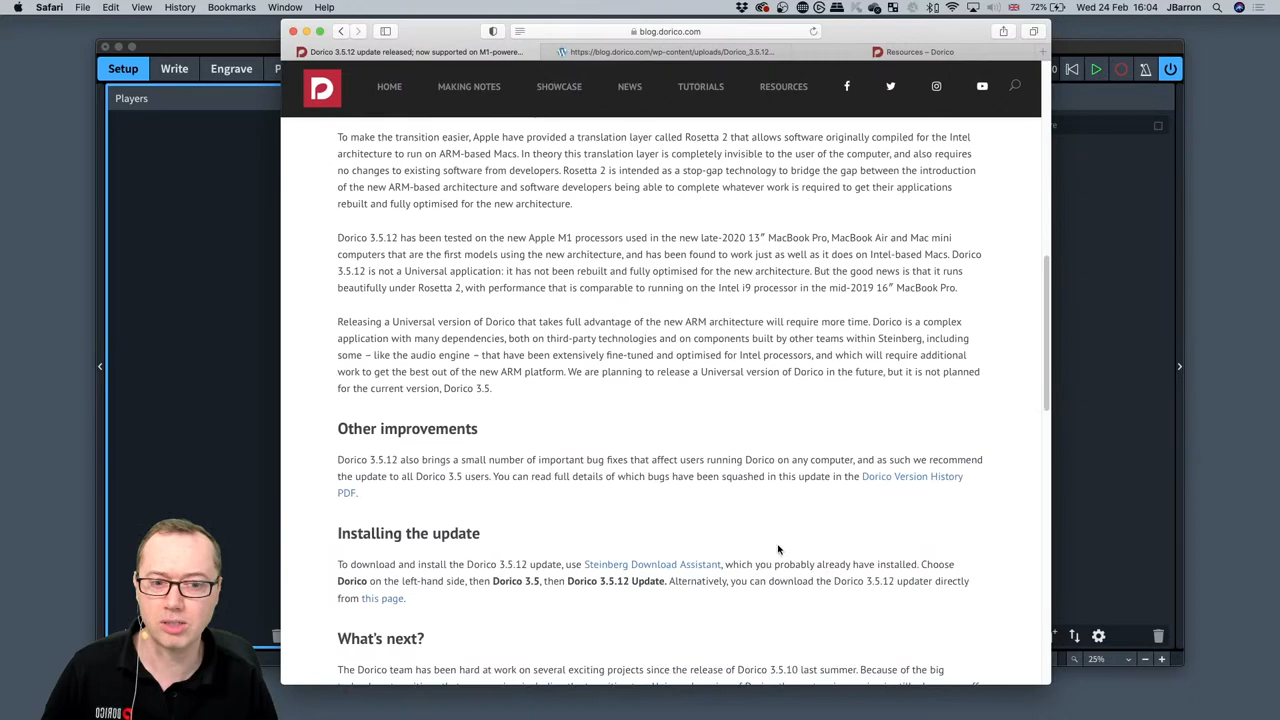 Safari File Edit View History Bookmarks Window Help 72% Wed 24 Feb 16:04 JBarron
blog.dorico.com
Dorico 3.5.12 update released; now supported on M1-powere... https://blog.dorico.com/wp-content/uploads/Dorico_3.5.12... Resources – Dorico
Setup Write Engrave P
Players
HOME MAKING NOTES SHOWCASE NEWS TUTORIALS RESOURCES
To make the transition easier, Apple have provided a translation layer called Rosetta 2 that allows software originally compiled for the Intel
architecture to run on ARM-based Macs. In theory this translation layer is completely invisible to the user of the computer, and also requires
no changes to existing software from developers. Rosetta 2 is intended as a stop-gap technology to bridge the gap between the introduction
of the new ARM-based architecture and software developers being able to complete whatever work is required to get their applications
rebuilt and fully optimised for the new architecture.
Dorico 3.5.12 has been tested on the new Apple M1 processors used in the new late-2020 13″ MacBook Pro, MacBook Air and Mac mini
computers that are the first models using the new architecture, and has been found to work just as well as it does on Intel-based Macs. Dorico
3.5.12 is not a Universal application: it has not been rebuilt and fully optimised for the new architecture. But the good news is that it runs
beautifully under Rosetta 2, with performance that is comparable to running on the Intel i9 processor in the mid-2019 16″ MacBook Pro.
Releasing a Universal version of Dorico that takes full advantage of the new ARM architecture will require more time. Dorico is a complex
application with many dependencies, both on third-party technologies and on components built by other teams within Steinberg, including
some – like the audio engine – that have been extensively fine-tuned and optimised for Intel processors, and which will require additional
work to get the best out of the new ARM platform. We are planning to release a Universal version of Dorico in the future, but it is not planned
for the current version, Dorico 3.5.
Other improvements
Dorico 3.5.12 also brings a small number of important bug fixes that affect users running Dorico on any computer, and as such we recommend
the update to all Dorico 3.5 users. You can read full details of which bugs have been squashed in this update in the Dorico Version History
PDF.
Installing the update
To download and install the Dorico 3.5.12 update, use Steinberg Download Assistant, which you probably already have installed. Choose
Dorico on the left-hand side, then Dorico 3.5, then Dorico 3.5.12 Update. Alternatively, you can download the Dorico 3.5.12 updater directly
from this page.
What's next?
The Dorico team has been hard at work on several exciting projects since the release of Dorico 3.5.10 last summer. Because of the big
25%
DORICO